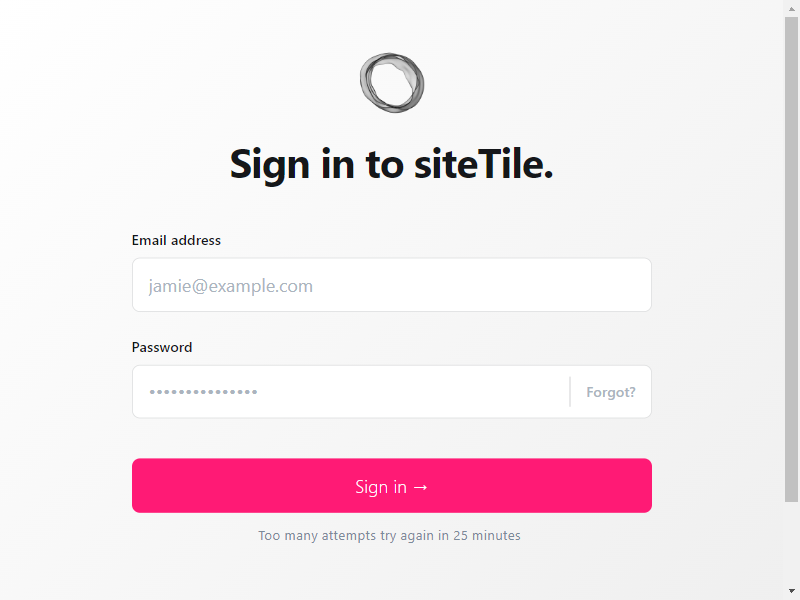 Sign in to siteTile.
Email address
jamie@example.com
Password
•••••••••••••••
Forgot?
Sign in →
Too many attempts try again in 25 minutes